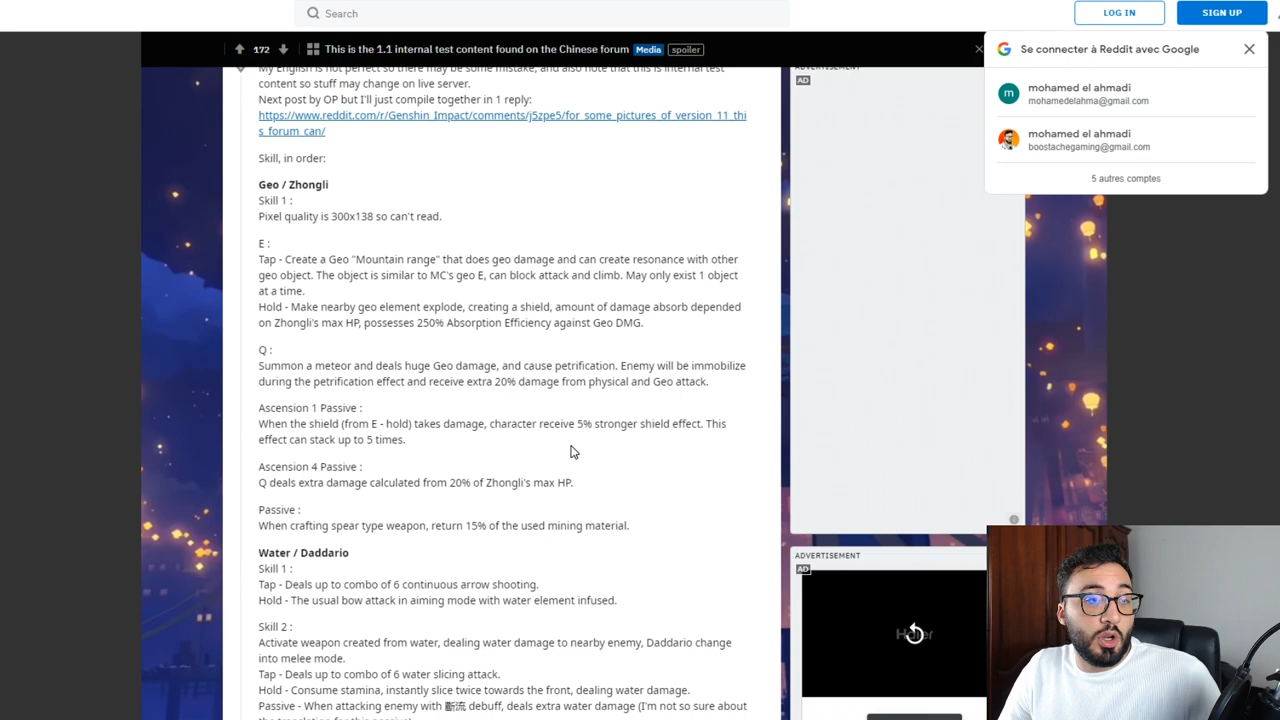 Search
LOG IN
SIGN UP
172
This is the 1.1 internal test content found on the Chinese forum Media spoiler
Se connecter à Reddit avec Google
m
mohamed el ahmadi
mohamedelahma@gmail.com
mohamed el ahmadi
boostachegaming@gmail.com
5 autres comptes
My English is not perfect so there may be some mistake, and also note that this is internal test
content so stuff may change on live server.
Next post by OP but I'll just compile together in 1 reply:
https://www.reddit.com/r/Genshin_Impact/comments/j5zpe5/for_some_pictures_of_version_11_thi
s_forum_can/
Skill, in order:
Geo / Zhongli
Skill 1 :
Pixel quality is 300x138 so can't read.
E :
Tap - Create a Geo "Mountain range" that does geo damage and can create resonance with other
geo object. The object is similar to MC's geo E, can block attack and climb. May only exist 1 object
at a time.
Hold - Make nearby geo element explode, creating a shield, amount of damage absorb depended
on Zhongli's max HP, possesses 250% Absorption Efficiency against Geo DMG.
Q :
Summon a meteor and deals huge Geo damage, and cause petrification. Enemy will be immobilize
during the petrification effect and receive extra 20% damage from physical and Geo attack.
Ascension 1 Passive :
When the shield (from E - hold) takes damage, character receive 5% stronger shield effect. This
effect can stack up to 5 times.
Ascension 4 Passive :
Q deals extra damage calculated from 20% of Zhongli's max HP.
Passive :
When crafting spear type weapon, return 15% of the used mining material.
Water / Daddario
Skill 1 :
Tap - Deals up to combo of 6 continuous arrow shooting.
Hold - The usual bow attack in aiming mode with water element infused.
Skill 2 :
Activate weapon created from water, dealing water damage to nearby enemy, Daddario change
into melee mode.
Tap - Deals up to combo of 6 water slicing attack.
Hold - Consume stamina, instantly slice twice towards the front, dealing water damage.
Passive - When attacking enemy with 斷流 debuff, deals extra water damage (I'm not so sure about
the translation for this passive)
ADVERTISEMENT
AD
ADVERTISEMENT
AD